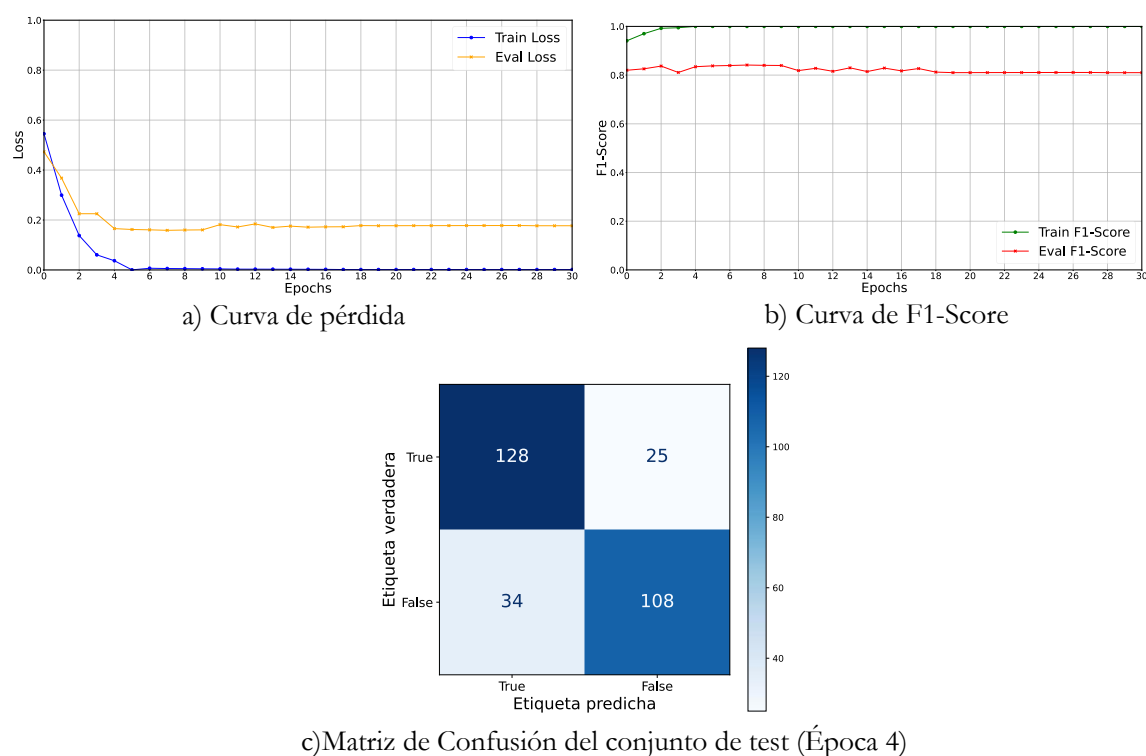 1.0
0.8
0.6
0.4
0.2
0.0
Loss
Train Loss
Eval Loss
0 2 4 6 8 10 12 14 16 18 20 22 24 26 28 30
Epochs
a) Curva de pérdida
1.0
0.8
0.6
0.4
0.2
0.0
F1-Score
Train F1-Score
Eval F1-Score
0 2 4 6 8 10 12 14 16 18 20 22 24 26 28 30
Epochs
b) Curva de F1-Score
Etiqueta verdadera
True 128 25
False 34 108
True False
Etiqueta predicha
120
100
80
60
40
c)Matriz de Confusión del conjunto de test (Época 4)